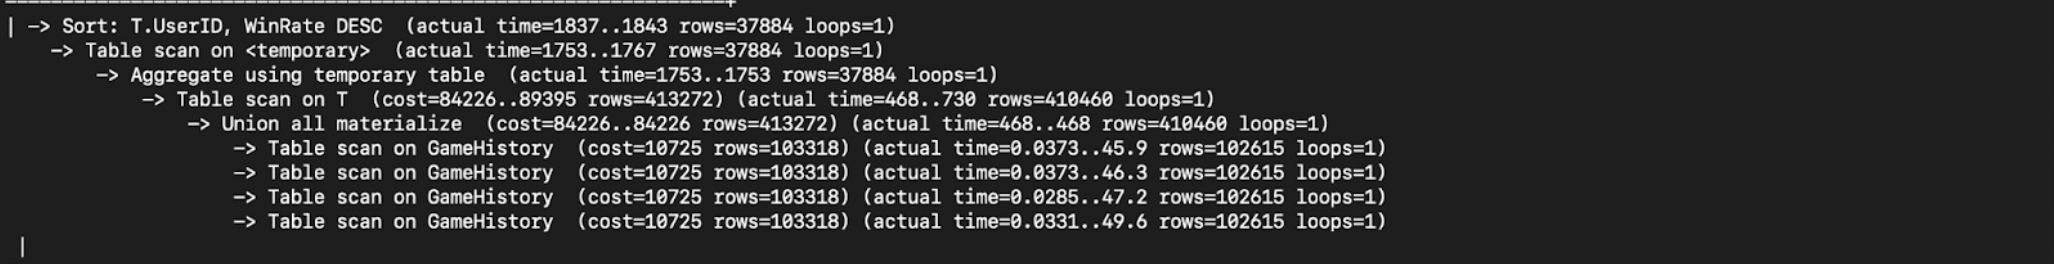 | -> Sort: T.UserID, WinRate DESC  (actual time=1837..1843 rows=37884 loops=1)
    -> Table scan on <temporary>  (actual time=1753..1767 rows=37884 loops=1)
        -> Aggregate using temporary table  (actual time=1753..1753 rows=37884 loops=1)
            -> Table scan on T  (cost=84226..89395 rows=413272) (actual time=468..730 rows=410460 loops=1)
                -> Union all materialize  (cost=84226..84226 rows=413272) (actual time=468..468 rows=410460 loops=1)
                    -> Table scan on GameHistory  (cost=10725 rows=103318) (actual time=0.0373..45.9 rows=102615 loops=1)
                    -> Table scan on GameHistory  (cost=10725 rows=103318) (actual time=0.0373..46.3 rows=102615 loops=1)
                    -> Table scan on GameHistory  (cost=10725 rows=103318) (actual time=0.0285..47.2 rows=102615 loops=1)
                    -> Table scan on GameHistory  (cost=10725 rows=103318) (actual time=0.0331..49.6 rows=102615 loops=1)
 |